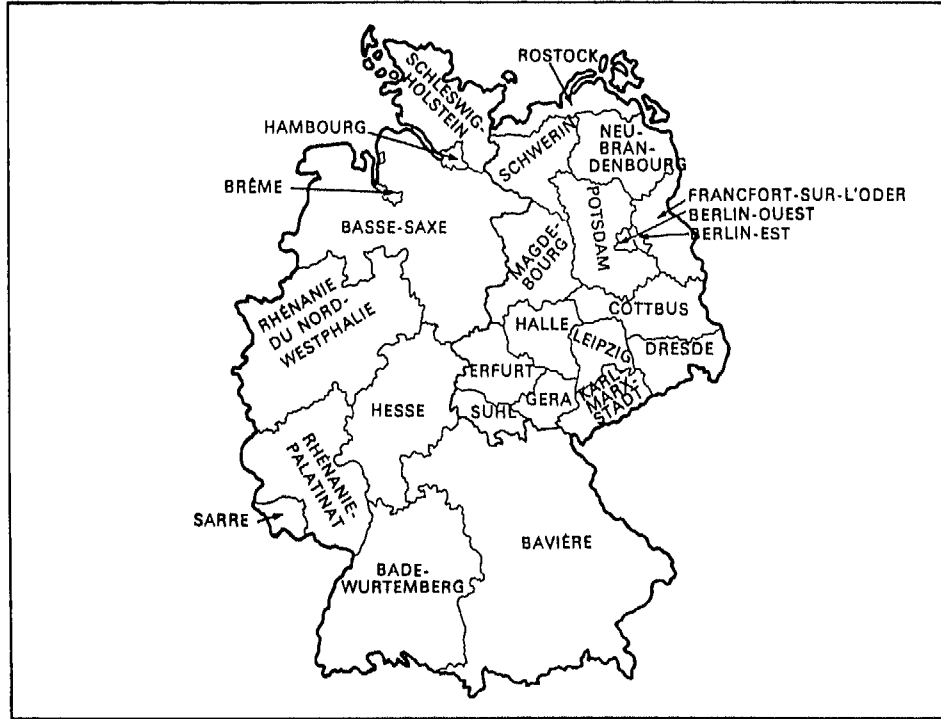 ROSTOCK
SCHLESWIG-
HOLSTEIN
HAMBOURG
SCHWERIN
NEU-
BRAN-
DENBOURG
BRÊME
FRANCFORT-SUR-L'ODER
BERLIN-OUEST
BERLIN-EST
POTSDAM
BASSE-SAXE
MAGDE-
BOURG
RHÉNANIE
DU NORD-
WESTPHALIE
COTTBUS
HALLE
LEIPZIG
DRESDE
ERFURT
KARL-
MARX-
STADT
GERA
SUHL
HESSE
RHÉNANIE-
PALATINAT
SARRE
BAVIÈRE
BADE-
WURTEMBERG